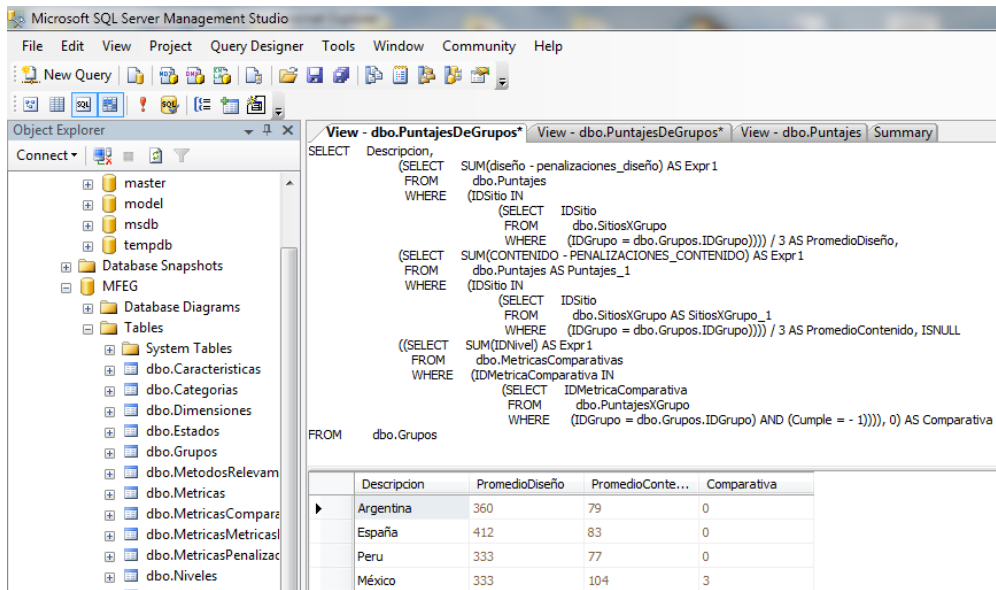 Microsoft SQL Server Management Studio
File Edit View Project Query Designer Tools Window Community Help
New Query
Object Explorer
View - dbo.PuntajesDeGrupos* View - dbo.PuntajesDeGrupos* View - dbo.Puntajes Summary
Connect
master
model
msdb
tempdb
Database Snapshots
MFEG
Database Diagrams
Tables
System Tables
dbo.Caracteristicas
dbo.Categorias
dbo.Dimensiones
dbo.Estados
dbo.Grupos
dbo.MetodosRelevam
dbo.Metricas
dbo.MetricasCompara
dbo.MetricasMetricasI
dbo.MetricasPenalizac
dbo.Niveles
SELECT Descripcion,
(SELECT SUM(diseño - penalizaciones_diseño) AS Expr1
FROM dbo.Puntajes
WHERE (IDSitio IN
(SELECT IDSitio
FROM dbo.SitiosXGrupo
WHERE (IDGrupo = dbo.Grupos.IDGrupo)))) / 3 AS PromedioDiseño,
(SELECT SUM(CONTENIDO - PENALIZACIONES_CONTENIDO) AS Expr1
FROM dbo.Puntajes AS Puntajes_1
WHERE (IDSitio IN
(SELECT IDSitio
FROM dbo.SitiosXGrupo AS SitiosXGrupo_1
WHERE (IDGrupo = dbo.Grupos.IDGrupo)))) / 3 AS PromedioContenido, ISNULL
((SELECT SUM(IDNivel) AS Expr1
FROM dbo.MetricasComparativas
WHERE (IDMetricaComparativa IN
(SELECT IDMetricaComparativa
FROM dbo.PuntajesXGrupo
WHERE (IDGrupo = dbo.Grupos.IDGrupo) AND (Cumple = - 1)))), 0) AS Comparativa
FROM dbo.Grupos
Descripcion PromedioDiseño PromedioConte... Comparativa
Argentina 360 79 0
España 412 83 0
Peru 333 77 0
México 333 104 3